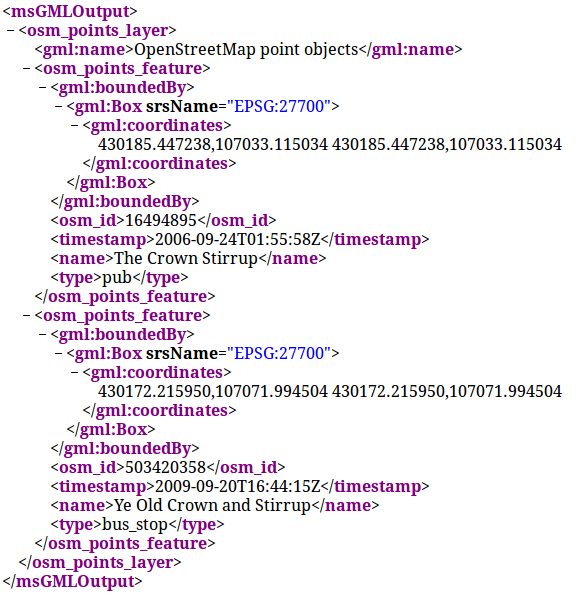 <msGMLOutput>
−<osm_points_layer>
<gml:name>OpenStreetMap point objects</gml:name>
−<osm_points_feature>
−<gml:boundedBy>
−<gml:Box srsName="EPSG:27700">
−<gml:coordinates>
430185.447238,107033.115034 430185.447238,107033.115034
</gml:coordinates>
</gml:Box>
</gml:boundedBy>
<osm_id>16494895</osm_id>
<timestamp>2006-09-24T01:55:58Z</timestamp>
<name>The Crown Stirrup</name>
<type>pub</type>
</osm_points_feature>
−<osm_points_feature>
−<gml:boundedBy>
−<gml:Box srsName="EPSG:27700">
−<gml:coordinates>
430172.215950,107071.994504 430172.215950,107071.994504
</gml:coordinates>
</gml:Box>
</gml:boundedBy>
<osm_id>503420358</osm_id>
<timestamp>2009-09-20T16:44:15Z</timestamp>
<name>Ye Old Crown and Stirrup</name>
<type>bus_stop</type>
</osm_points_feature>
</osm_points_layer>
</msGMLOutput>